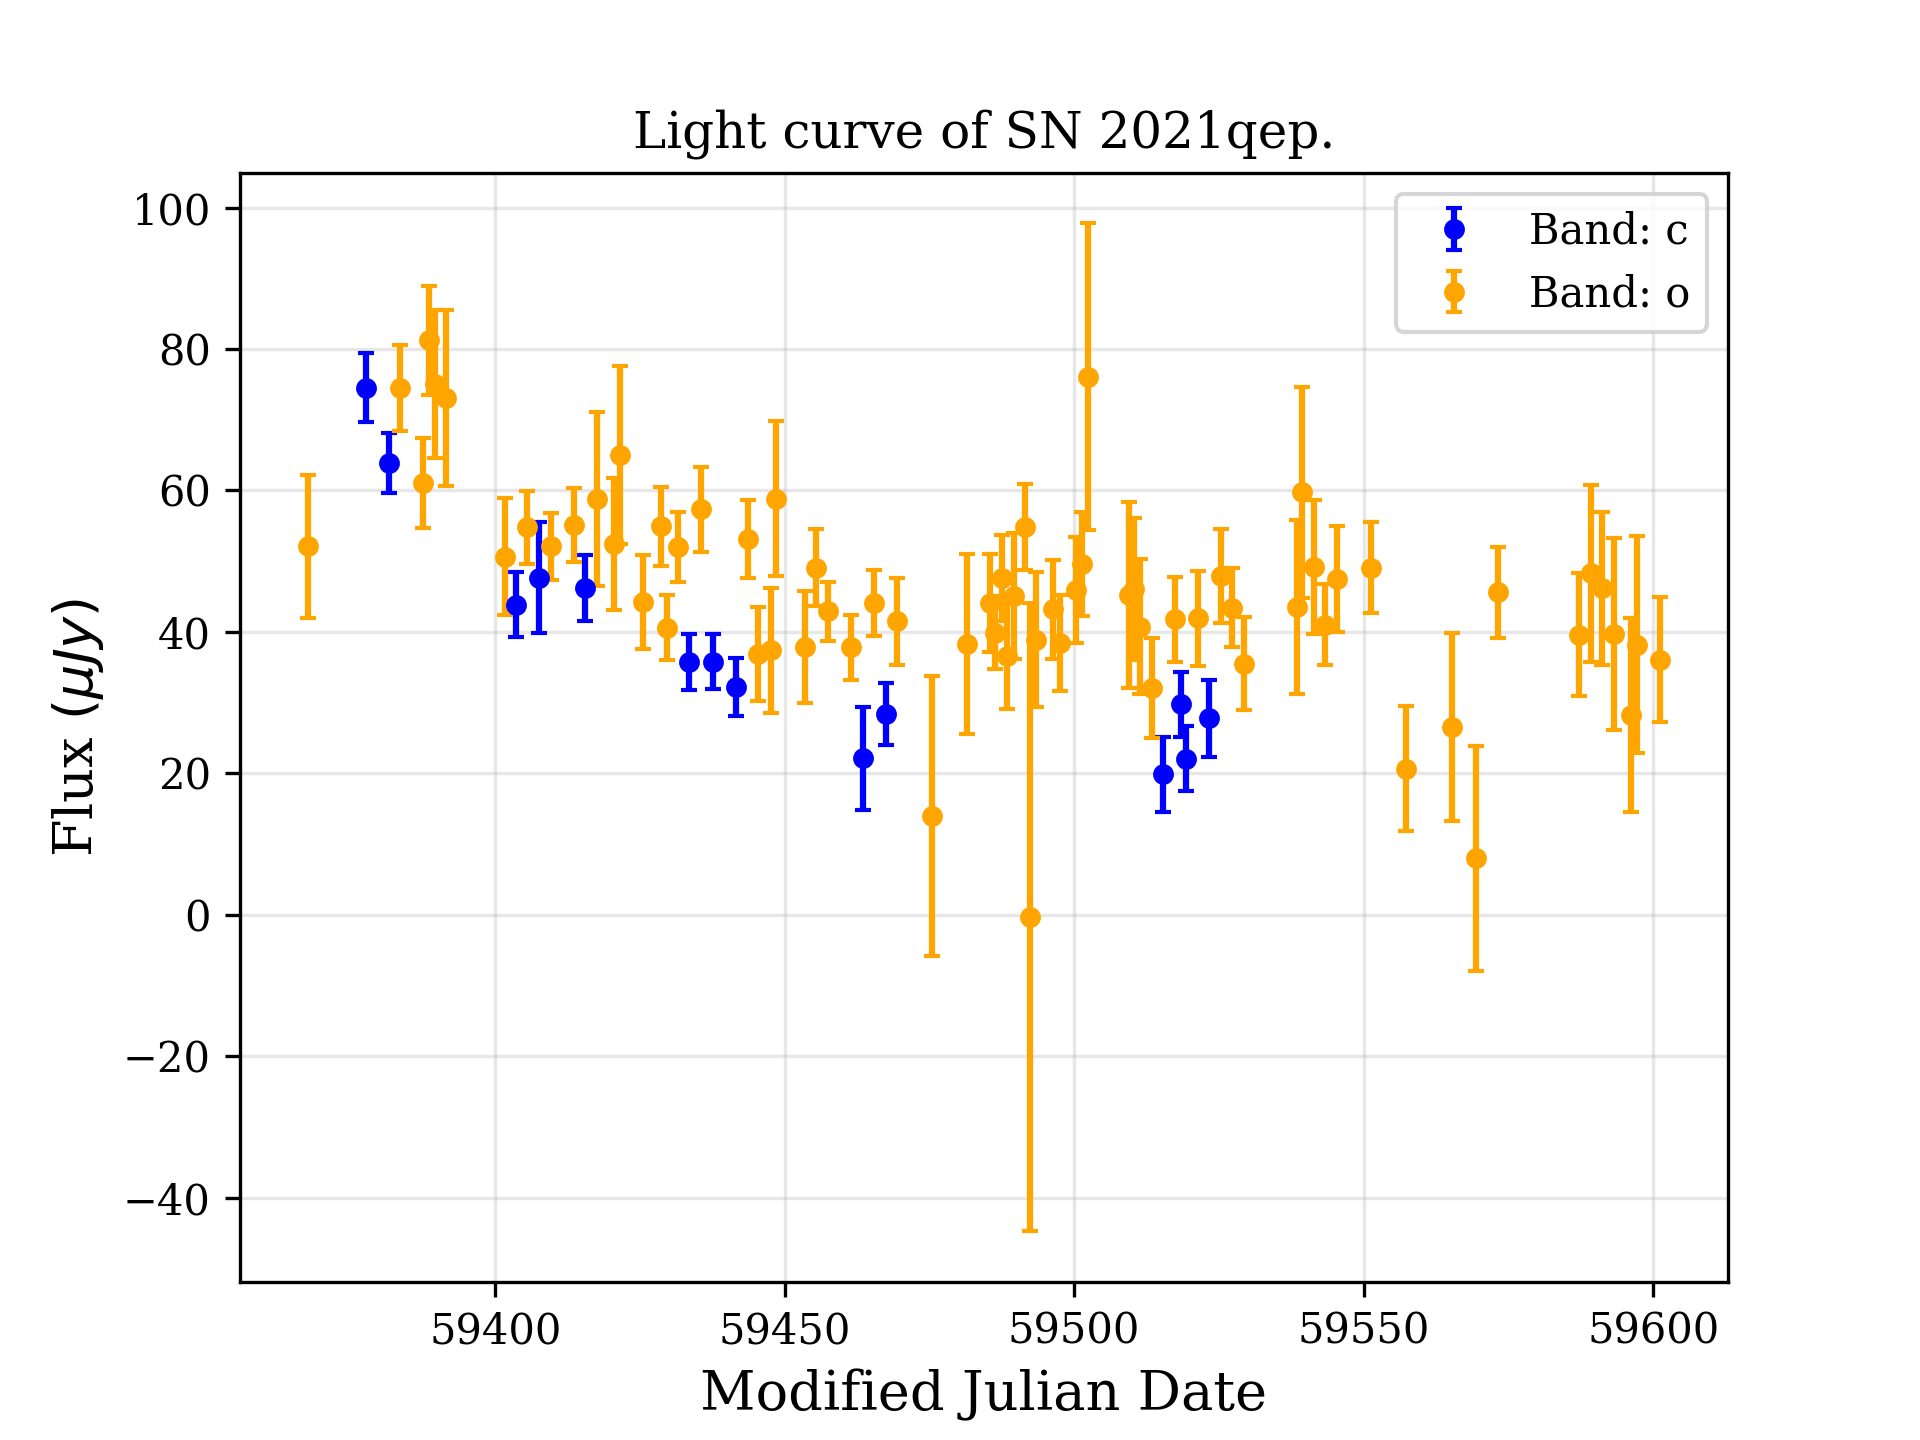 Light curve of SN 2021qep.
Band: c
Band: o
100
80
60
40
20
0
−20
−40
Flux (μJy)
59400 59450 59500 59550 59600
Modified Julian Date